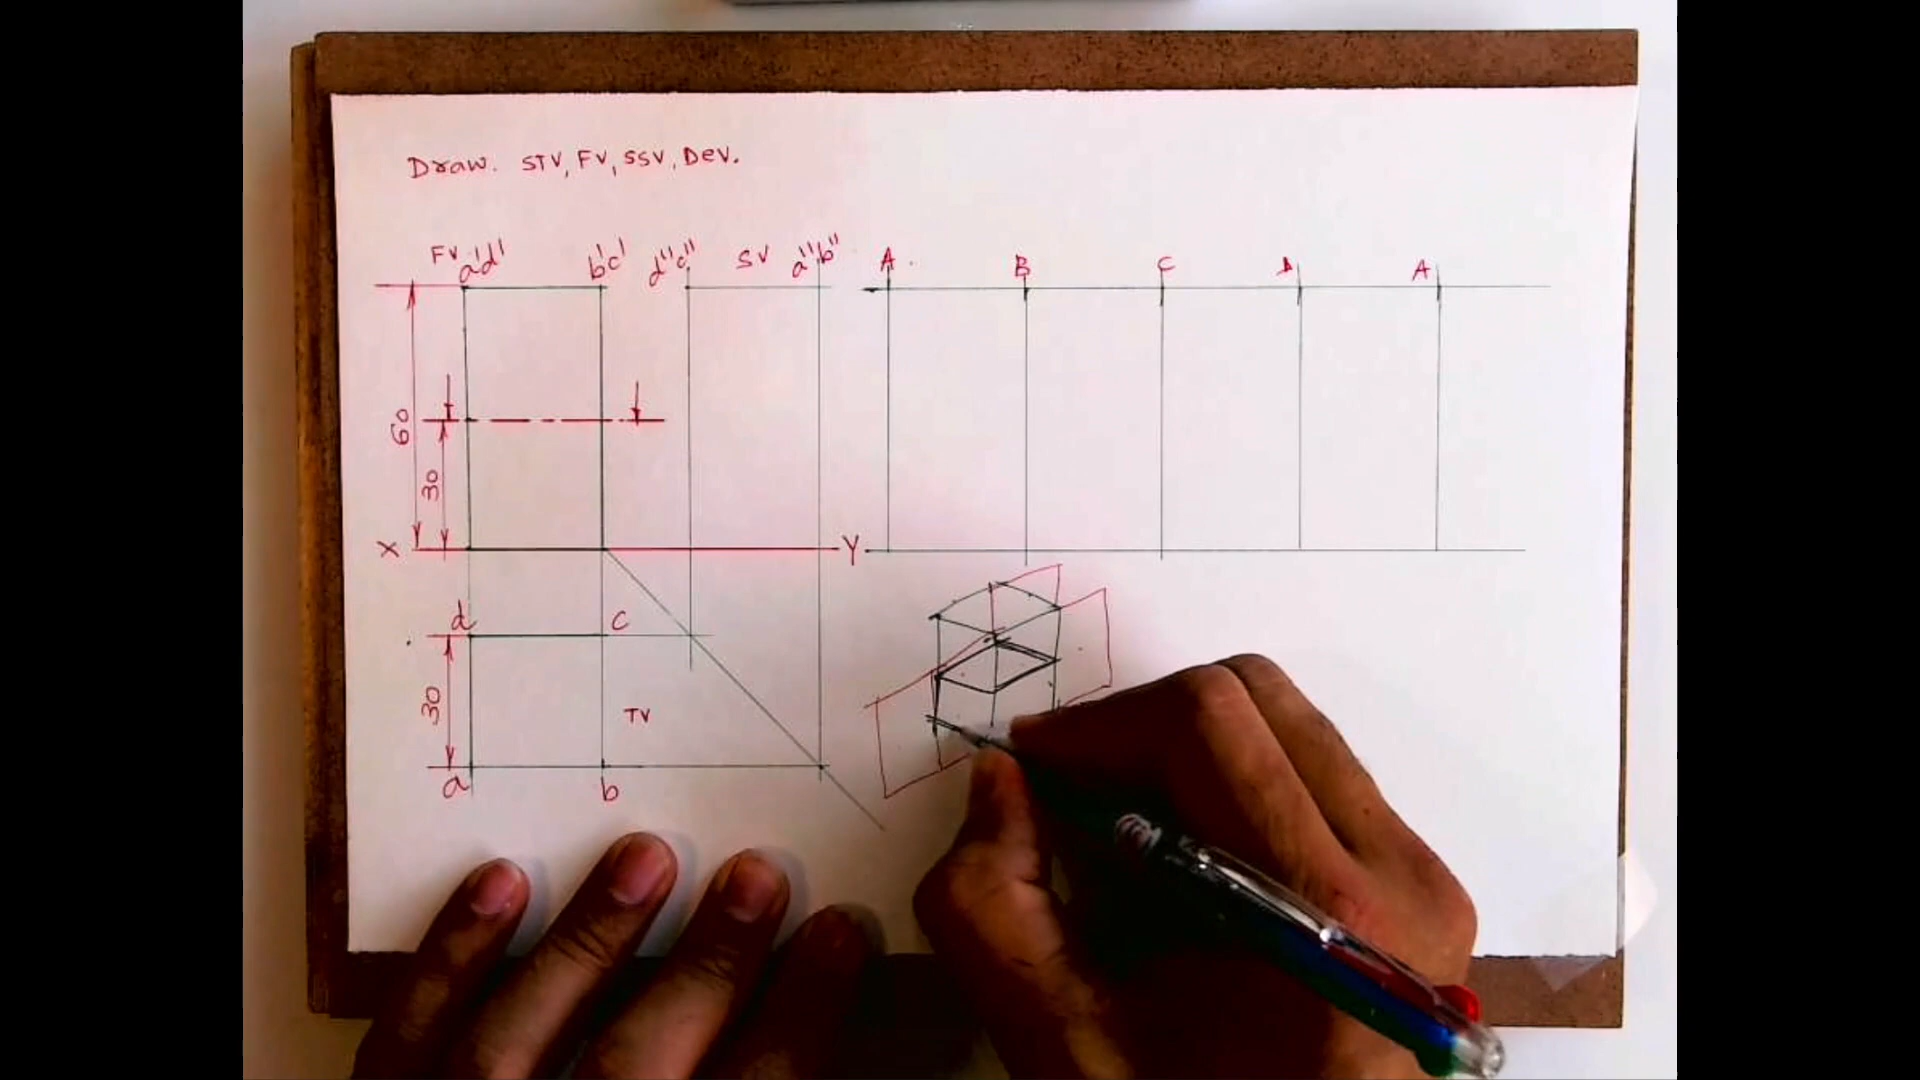 Draw. STV, FV, SSV, Dev.
FV a'd' b'c' d"c" SV a"b" A B C D A
60
30
X Y
d c
30
TV
a b